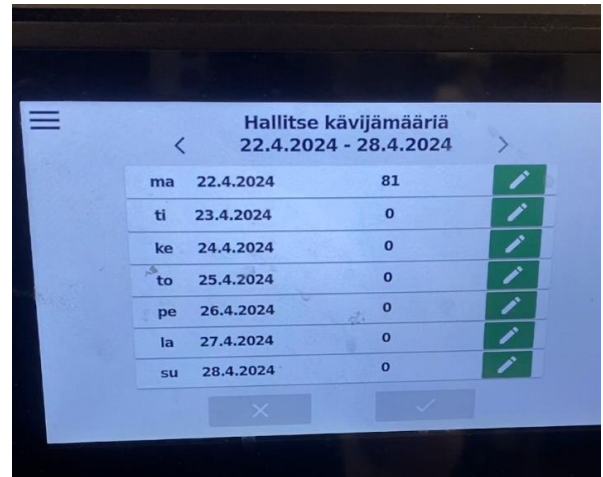 Hallitse kävijämääriä
22.4.2024 - 28.4.2024
ma 22.4.2024 81
ti 23.4.2024 0
ke 24.4.2024 0
to 25.4.2024 0
pe 26.4.2024 0
la 27.4.2024 0
su 28.4.2024 0